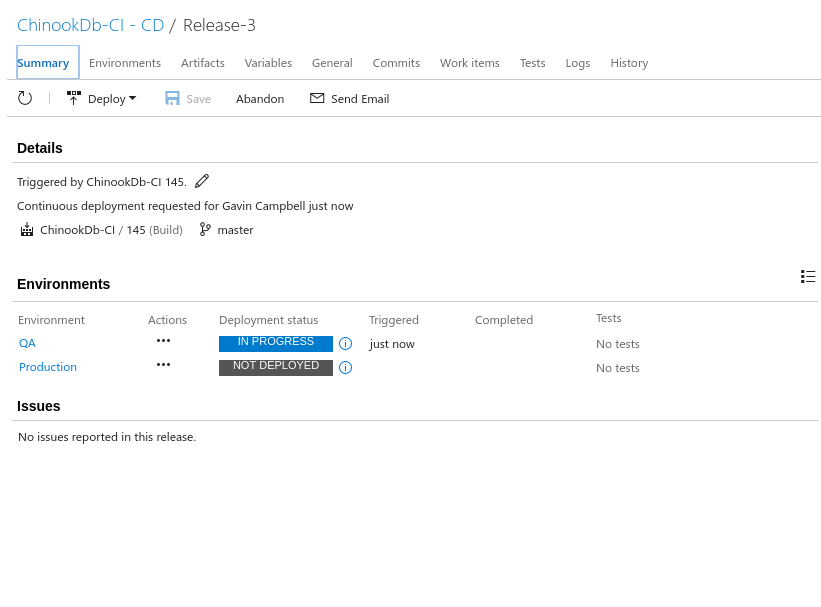 ChinookDb-CI - CD / Release-3
Summary Environments Artifacts Variables General Commits Work items Tests Logs History
Deploy Save Abandon Send Email
Details
Triggered by ChinookDb-CI 145.
Continuous deployment requested for Gavin Campbell just now
ChinookDb-CI / 145 (Build) master
Environments
Environment Actions Deployment status Triggered Completed Tests
QA ••• IN PROGRESS i just now No tests
Production ••• NOT DEPLOYED i No tests
Issues
No issues reported in this release.